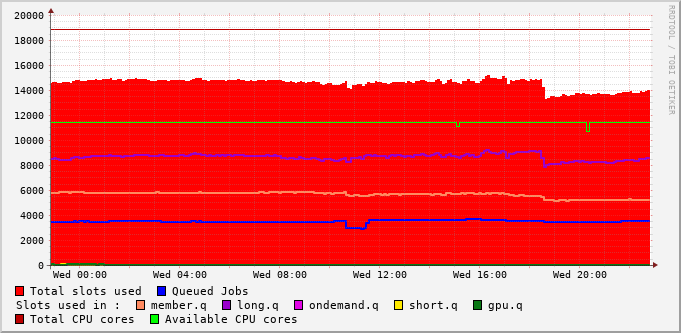 20000
18000
16000
14000
12000
10000
8000
6000
4000
2000
0
Wed 00:00 Wed 04:00 Wed 08:00 Wed 12:00 Wed 16:00 Wed 20:00
RRDTOOL / TOBI OETIKER
Total slots used Queued Jobs
Slots used in : member.q long.q ondemand.q short.q gpu.q
Total CPU cores Available CPU cores